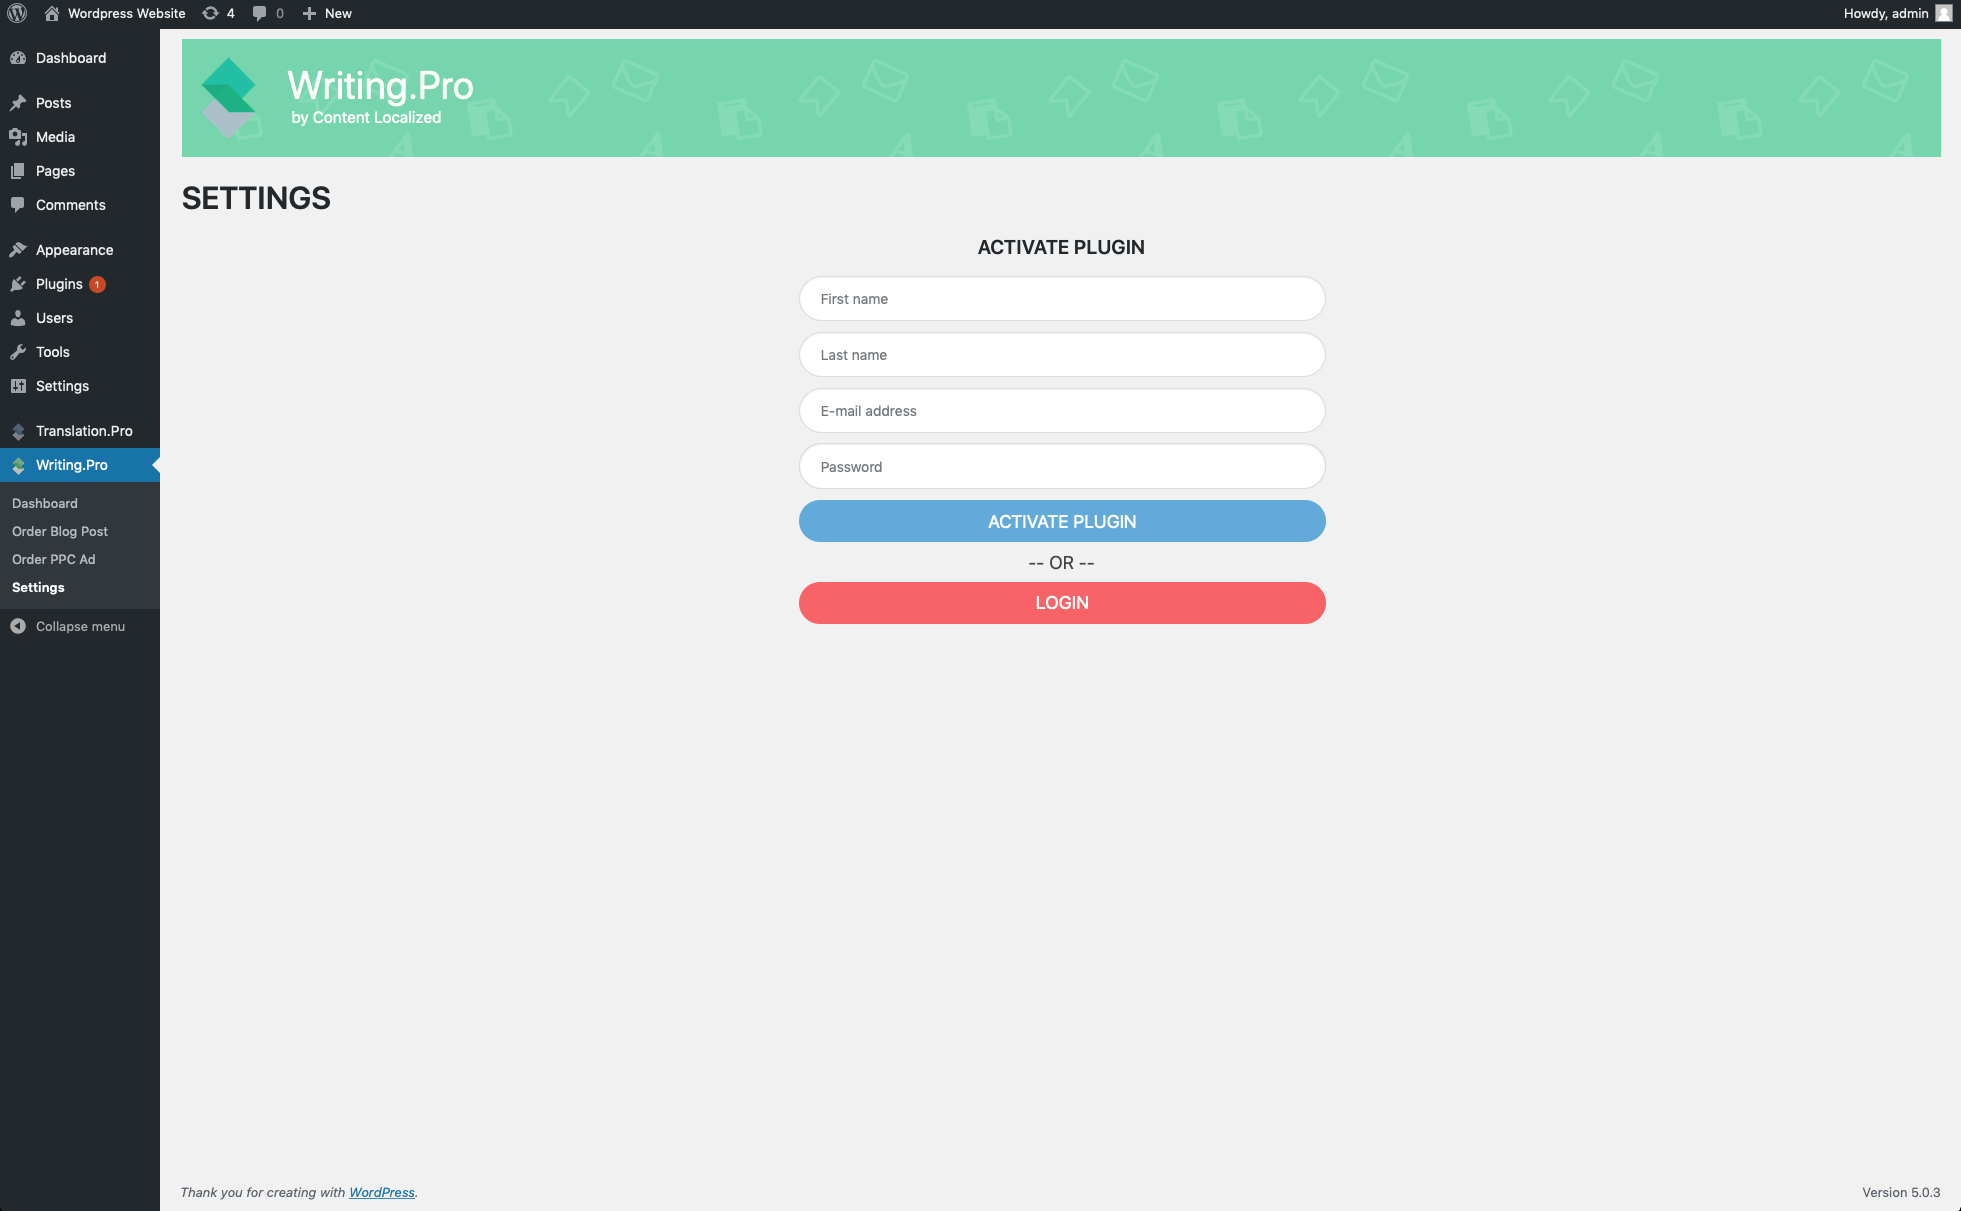 Wordpress Website 4 0 New Howdy, admin
Dashboard
Posts
Media
Pages
Comments
Appearance
Plugins 1
Users
Tools
Settings
Translation.Pro
Writing.Pro
Dashboard
Order Blog Post
Order PPC Ad
Settings
Collapse menu
Writing.Pro
by Content Localized
SETTINGS
ACTIVATE PLUGIN
First name
Last name
E-mail address
Password
ACTIVATE PLUGIN
-- OR --
LOGIN
Thank you for creating with WordPress. Version 5.0.3